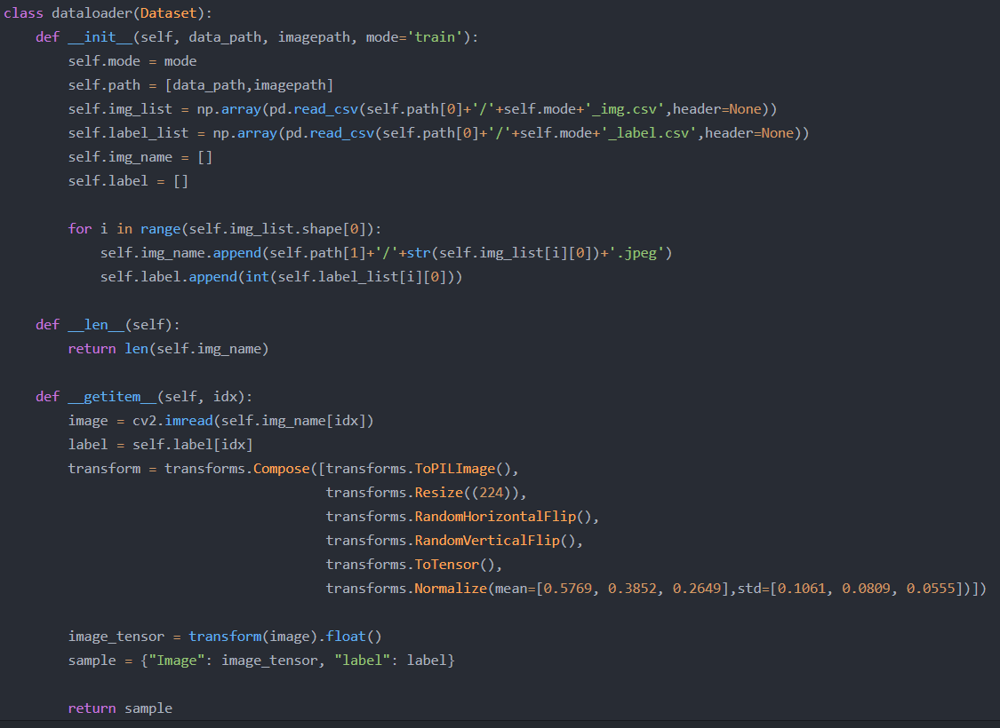 class dataloader(Dataset):
    def __init__(self, data_path, imagepath, mode='train'):
        self.mode = mode
        self.path = [data_path,imagepath]
        self.img_list = np.array(pd.read_csv(self.path[0]+'/'+self.mode+'_img.csv',header=None))
        self.label_list = np.array(pd.read_csv(self.path[0]+'/'+self.mode+'_label.csv',header=None))
        self.img_name = []
        self.label = []

        for i in range(self.img_list.shape[0]):
            self.img_name.append(self.path[1]+'/'+str(self.img_list[i][0])+'.jpeg')
            self.label.append(int(self.label_list[i][0]))

    def __len__(self):
        return len(self.img_name)

    def __getitem__(self, idx):
        image = cv2.imread(self.img_name[idx])
        label = self.label[idx]
        transform = transforms.Compose([transforms.ToPILImage(),
                                        transforms.Resize((224)),
                                        transforms.RandomHorizontalFlip(),
                                        transforms.RandomVerticalFlip(),
                                        transforms.ToTensor(),
                                        transforms.Normalize(mean=[0.5769, 0.3852, 0.2649],std=[0.1061, 0.0809, 0.0555])])

        image_tensor = transform(image).float()
        sample = {"Image": image_tensor, "label": label}

        return sample